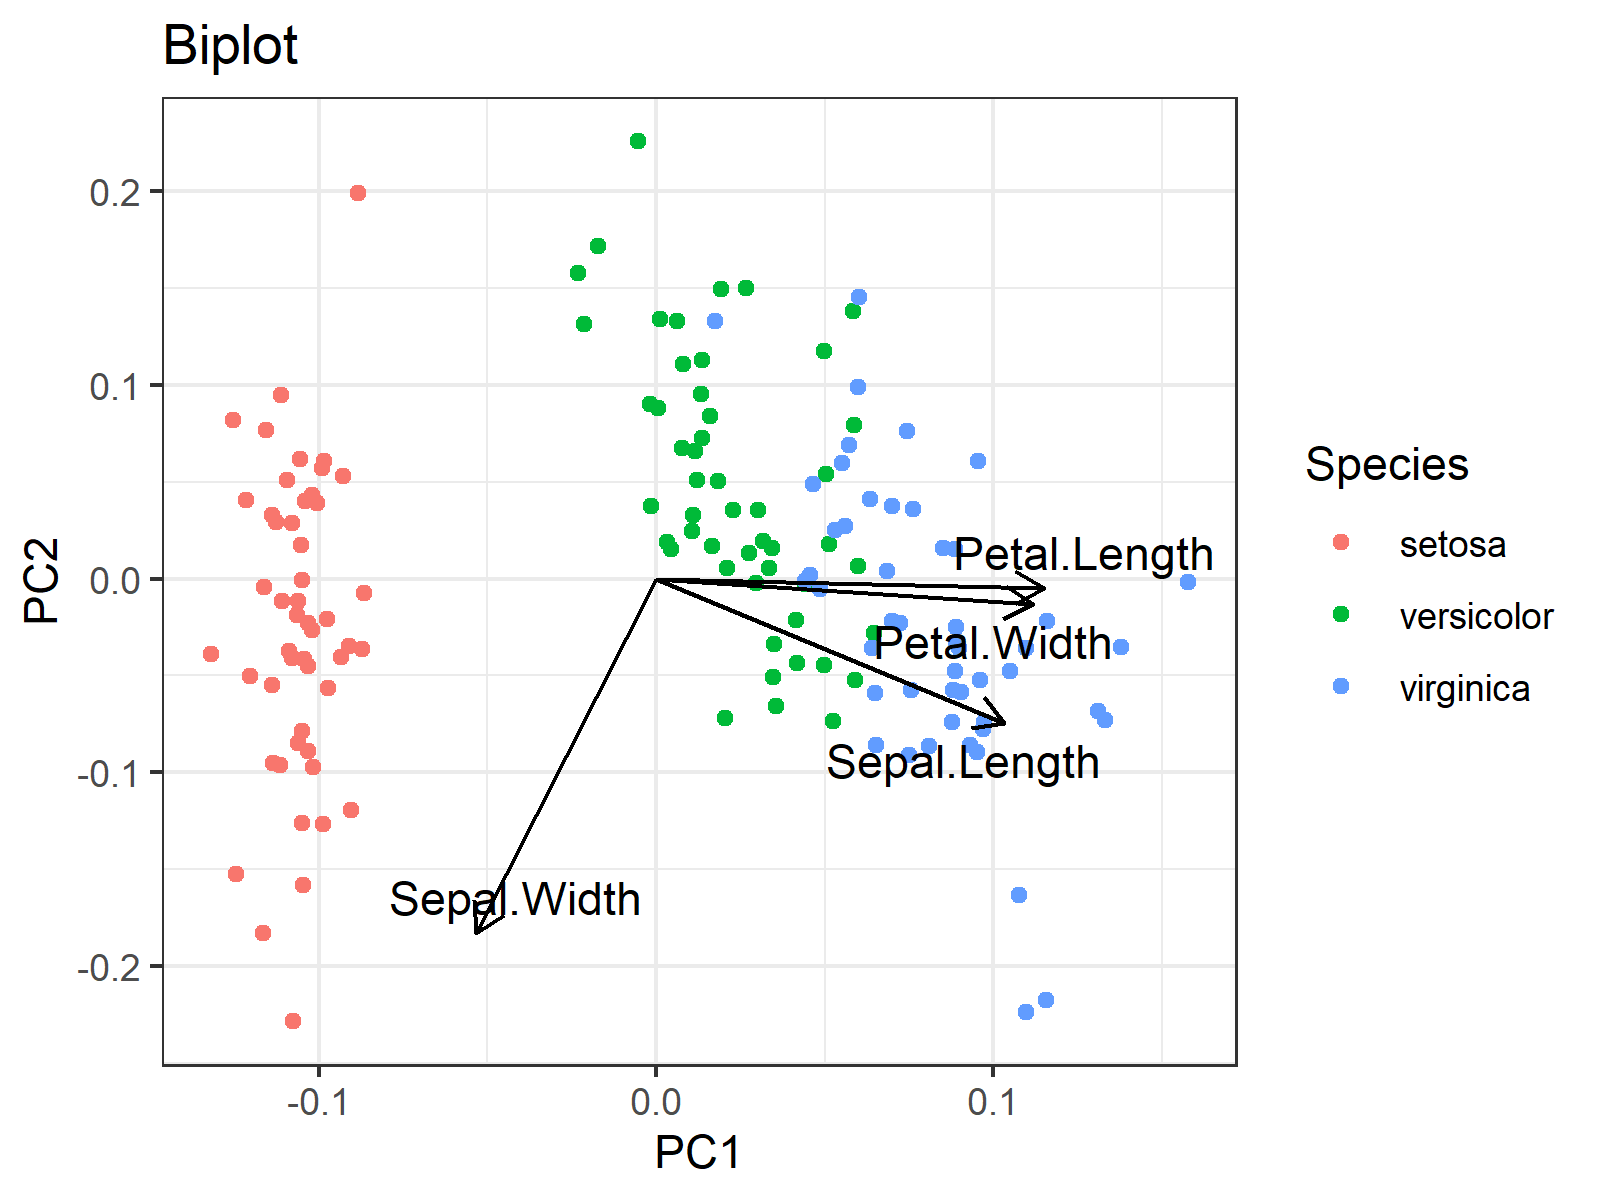 Biplot
PC2
0.2
0.1
0.0
-0.1
-0.2
Petal.Length
Petal.Width
Sepal.Length
Sepal.Width
-0.1
0.0
0.1
PC1
Species
setosa
versicolor
virginica